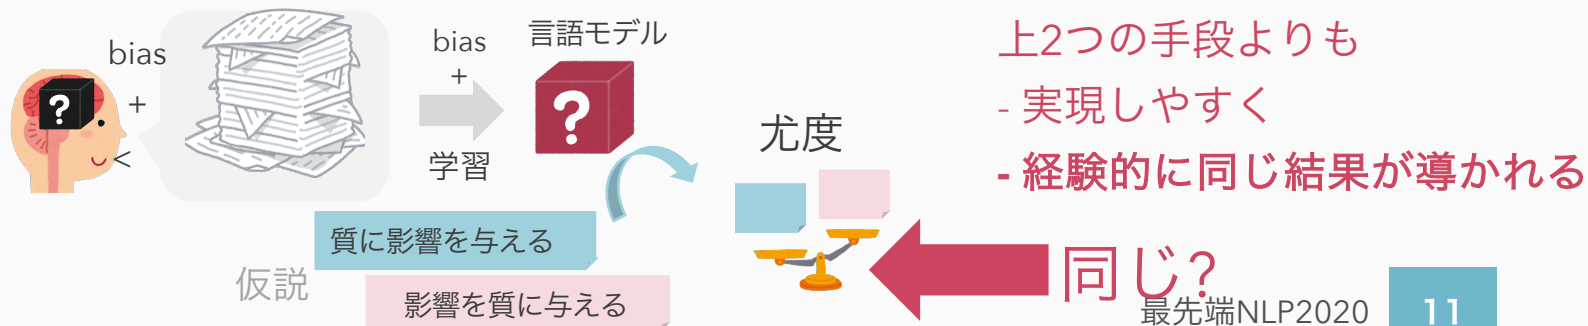 bias
+
?
<
bias
+
学習
言語モデル
?
尤度
仮説
質に影響を与える
影響を質に与える
上2つの手段よりも
- 実現しやすく
- 経験的に同じ結果が導かれる
同じ?
最先端NLP2020
11